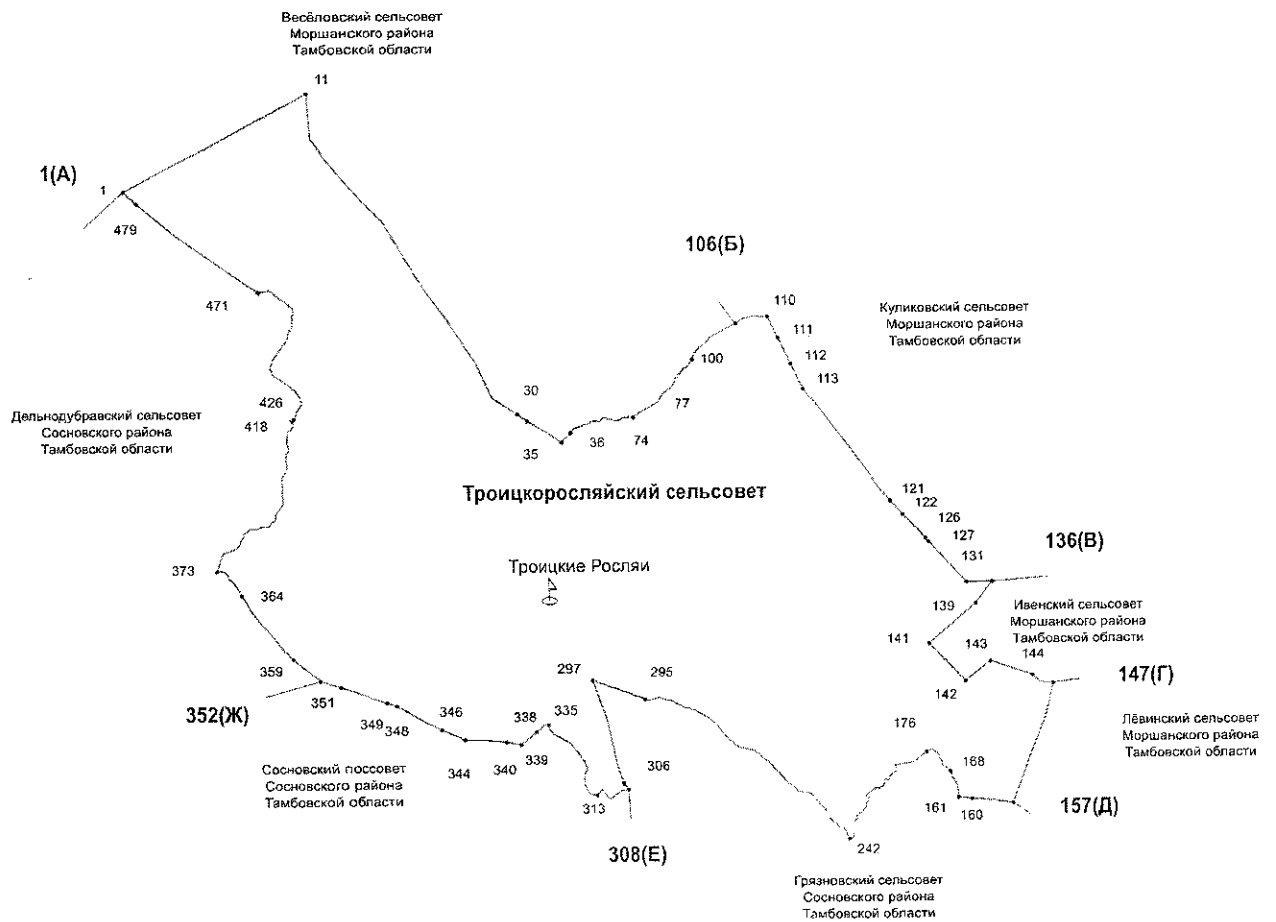 Весёловский сельсовет
Моршанского района
Тамбовской области
11
1(А)
1
479
106(Б)
110
Куликовский сельсовет
Моршанского района
Тамбовской области
111
112
113
100
471
77
30
426
418
35
36
74
Дельнодубравский сельсовет
Сосновского района
Тамбовской области
Троицкоросляйский сельсовет
121
122
126
127
131
136(В)
Троицкие Росляи
373
364
139
Ивенский сельсовет
Моршанского района
Тамбовской области
141
143
144
142
147(Г)
359
351
352(Ж)
349
348
346
344
340
338
339
335
297
295
306
313
308(Е)
176
168
161
160
157(Д)
Лёвинский сельсовет
Моршанского района
Тамбовской области
Сосновский поссовет
Сосновского района
Тамбовской области
242
Грязновский сельсовет
Сосновского района
Тамбовской области